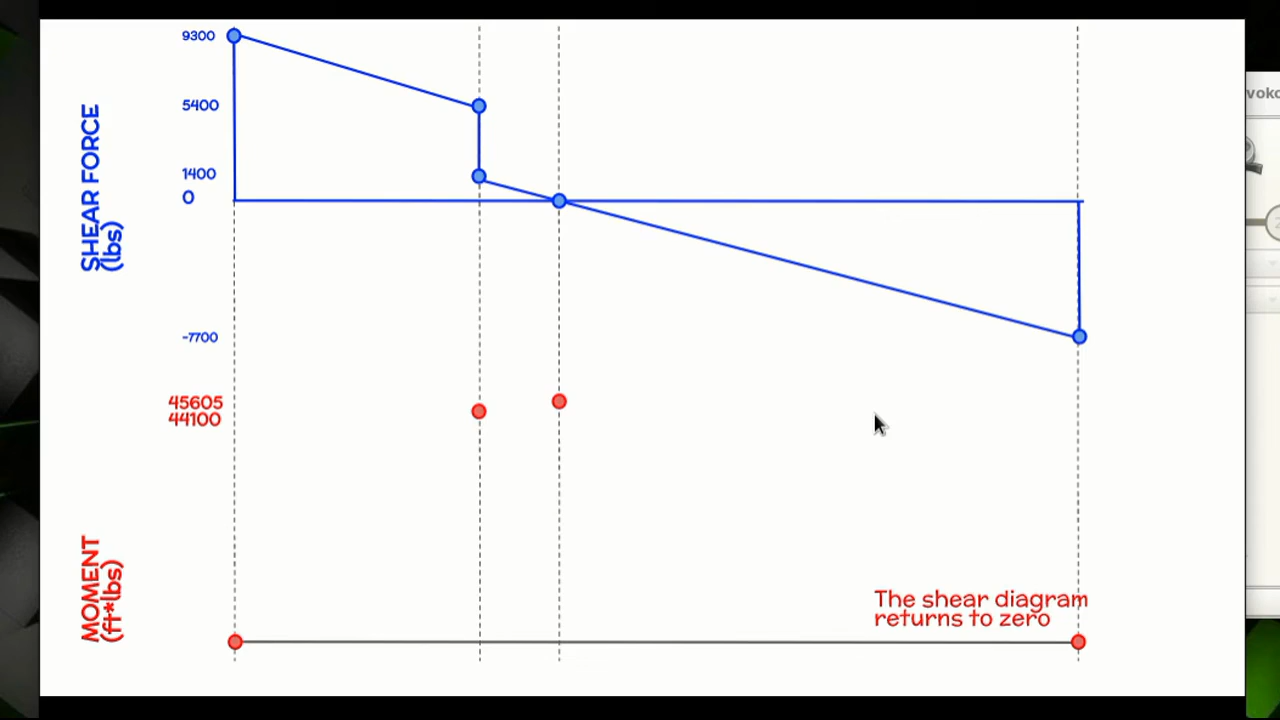 9300
5400
1400
0
-7700
SHEAR FORCE
(lbs)
45605
44100
MOMENT
(ft*lbs)
The shear diagram
returns to zero